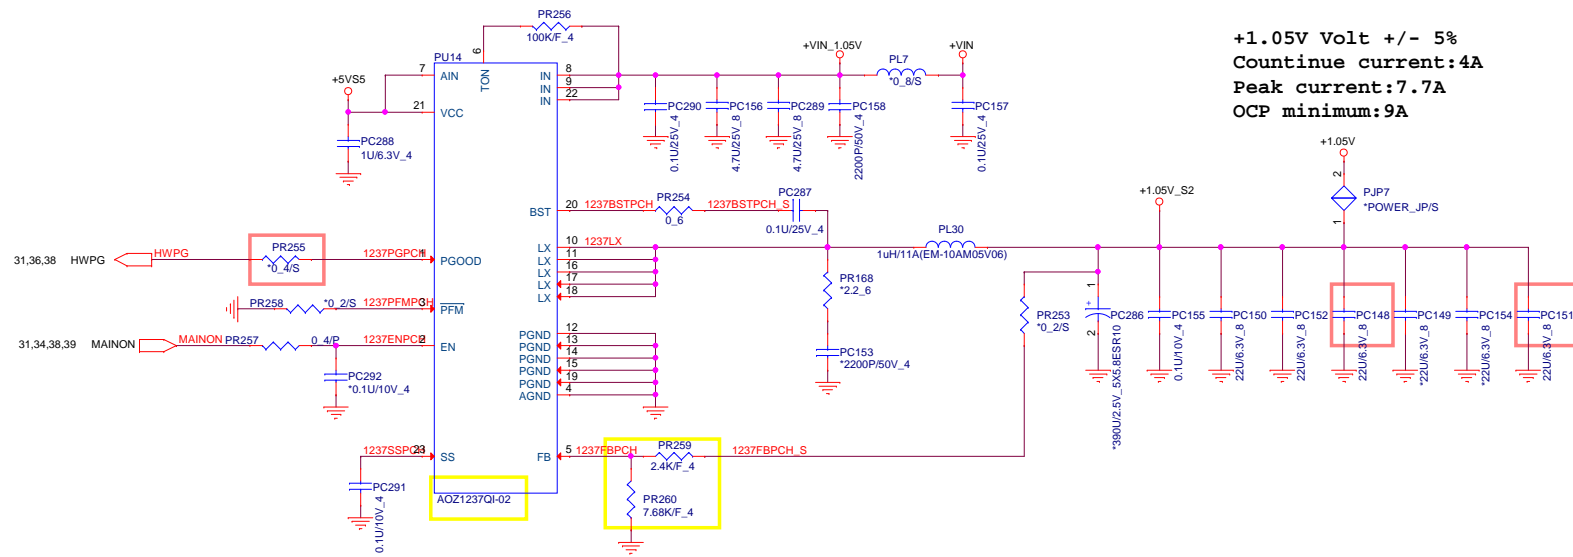 PR256
100K/F_4
6
PU14
TON
7
AIN
+5VS5
21
VCC
PC288
1U/6.3V_4
8
IN
9
IN
22
IN
+VIN_1.05V
PL7
*0_8/S
+VIN
PC290
0.1U/25V_4
PC156
4.7U/25V_8
PC289
4.7U/25V_8
PC158
2200P/50V_4
PC157
0.1U/25V_4
+1.05V Volt +/- 5%
Countinue current:4A
Peak current:7.7A
OCP minimum:9A
+1.05V
2
PJP7
*POWER_JP/S
1
+1.05V_S2
BST
20
1237BSTPCH
PR254
0_6
1237BSTPCH_S
PC287
0.1U/25V_4
LX
10
1237LX
LX
11
LX
16
LX
17
LX
18
PL30
1uH/11A(EM-10AM05V06)
31,36,38
HWPG
HWPG
PR255
*0_4/S
1237PGPCH
PGOOD
PR258
*0_2/S
1237PFMPCH
3
PFM
31,34,38,39
MAINON
MAINON
PR257
0_4/P
1237ENPCH
2
EN
PC292
*0.1U/10V_4
PR168
*2.2_6
PC153
*2200P/50V_4
PGND
12
PGND
13
PGND
14
PGND
15
PGND
19
AGND
4
PR253
*0_2/S
1
+
PC286
2
*390U/2.5V_5X5.8ESR10
PC155
0.1U/10V_4
PC150
22U/6.3V_8
PC152
22U/6.3V_8
PC148
22U/6.3V_8
PC149
*22U/6.3V_8
PC154
*22U/6.3V_8
PC151
22U/6.3V_8
1237SSPCH
23
SS
PC291
0.1U/10V_4
FB
5
1237FBPCH
PR259
2.4K/F_4
1237FBPCH_S
PR260
7.68K/F_4
AOZ1237QI-02